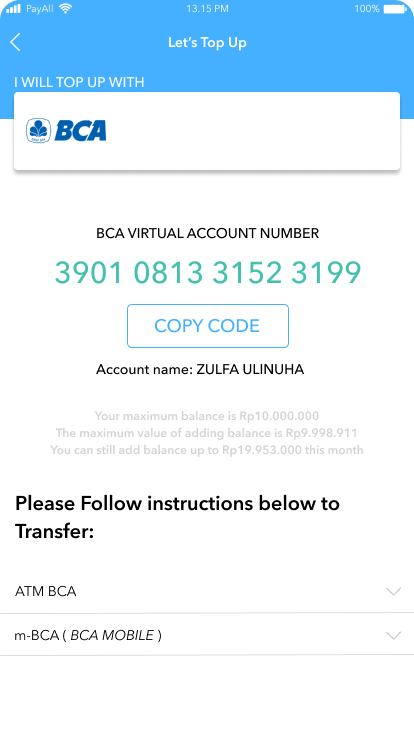 PayAll 13.15 PM 100%
Let's Top Up
I WILL TOP UP WITH
BCA
BCA VIRTUAL ACCOUNT NUMBER
3901 0813 3152 3199
COPY CODE
Account name: ZULFA ULINUHA
Your maximum balance is Rp10.000.000
The maximum value of adding balance is Rp9.998.911
You can still add balance up to Rp19.953.000 this month
Please Follow instructions below to
Transfer:
ATM BCA
m-BCA ( BCA MOBILE )